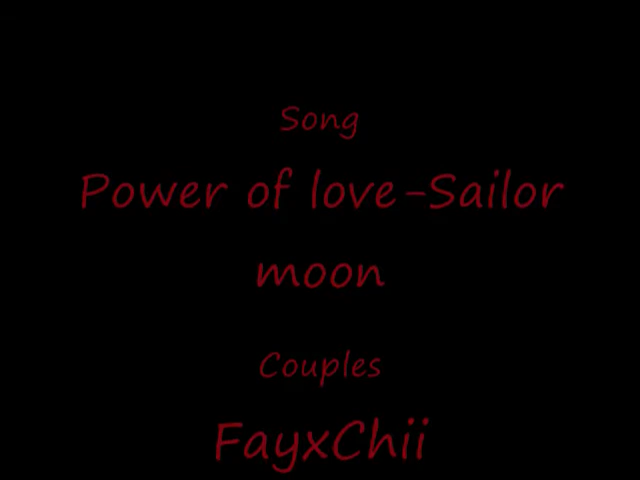 Song
Power of love-Sailor
moon
Couples
FayxChii